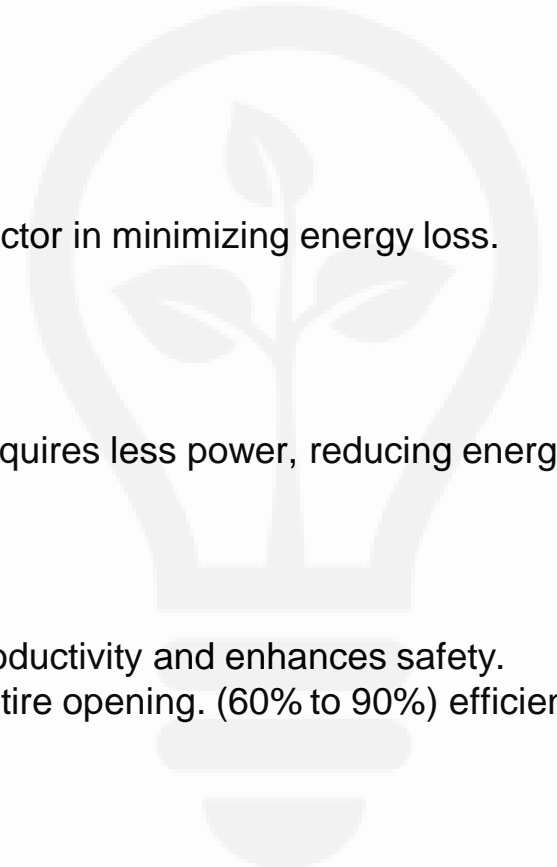 ctor in minimizing energy loss.
quires less power, reducing energ
oductivity and enhances safety.
tire opening. (60% to 90%) efficien